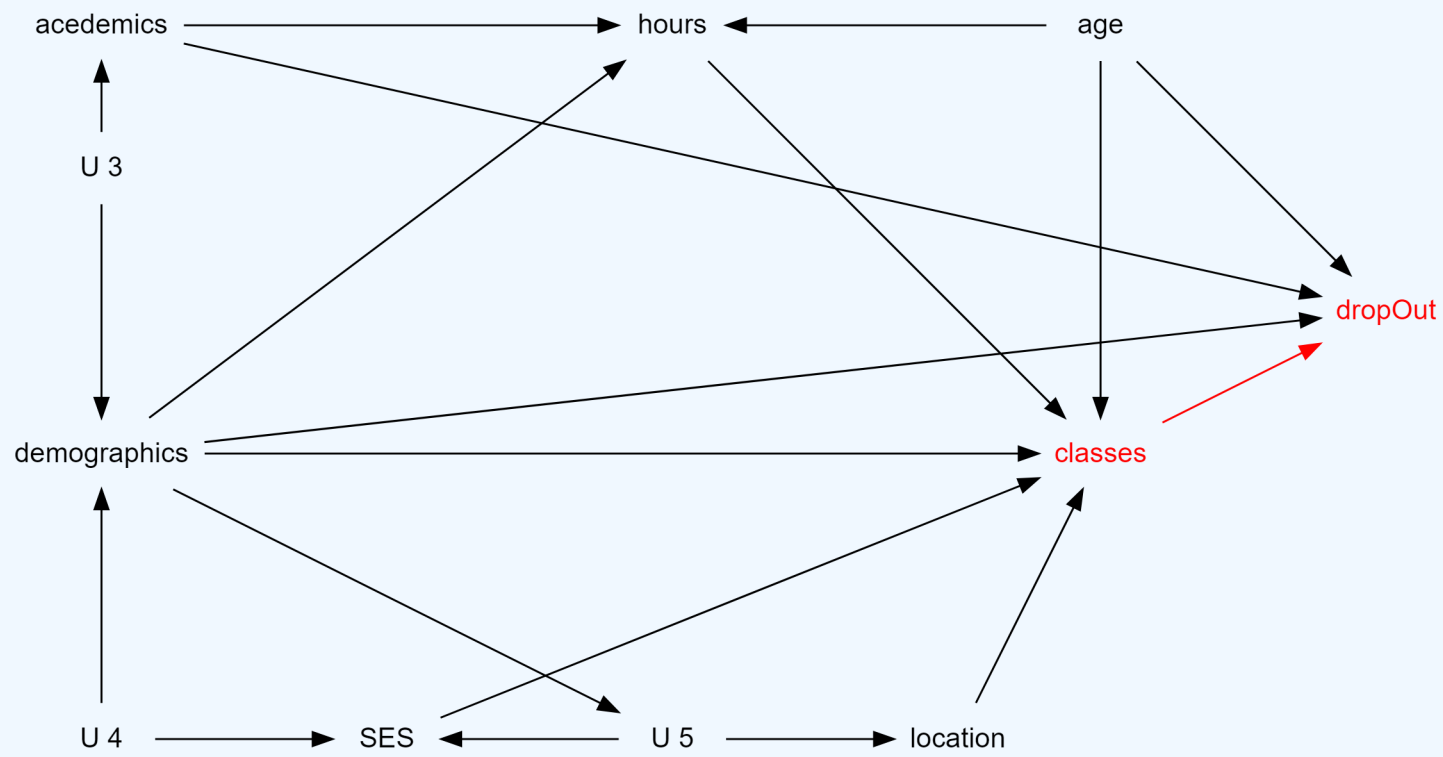 acedemics
hours
age
U 3
dropOut
demographics
classes
U 4
SES
U 5
location